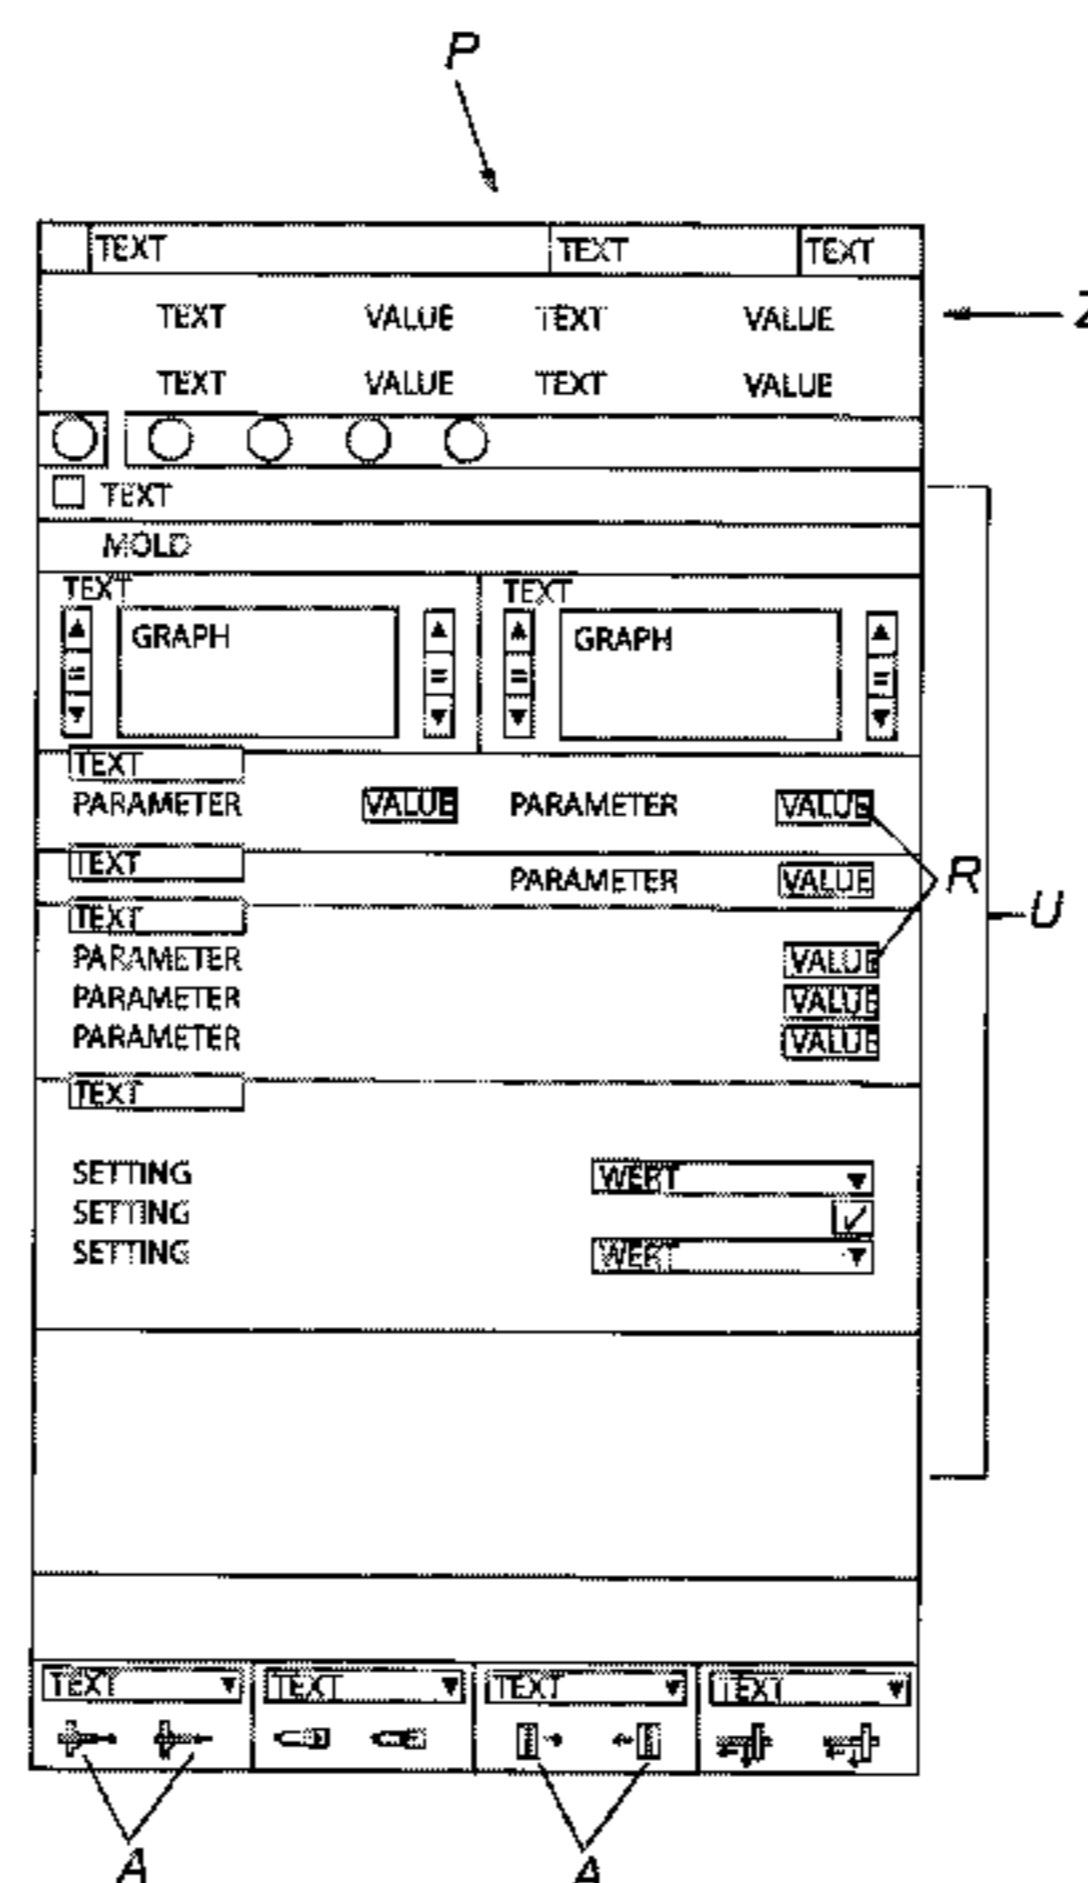 P
TEXT TEXT TEXT
TEXT VALUE TEXT VALUE
Z
TEXT VALUE TEXT VALUE
TEXT
MOLD
TEXT TEXT
GRAPH GRAPH
TEXT
PARAMETER VALUE PARAMETER VALUE
TEXT
PARAMETER VALUE
R
U
TEXT
PARAMETER VALUE
PARAMETER VALUE
PARAMETER VALUE
TEXT
SETTING WERT
SETTING
SETTING WERT
TEXT TEXT TEXT TEXT
A A